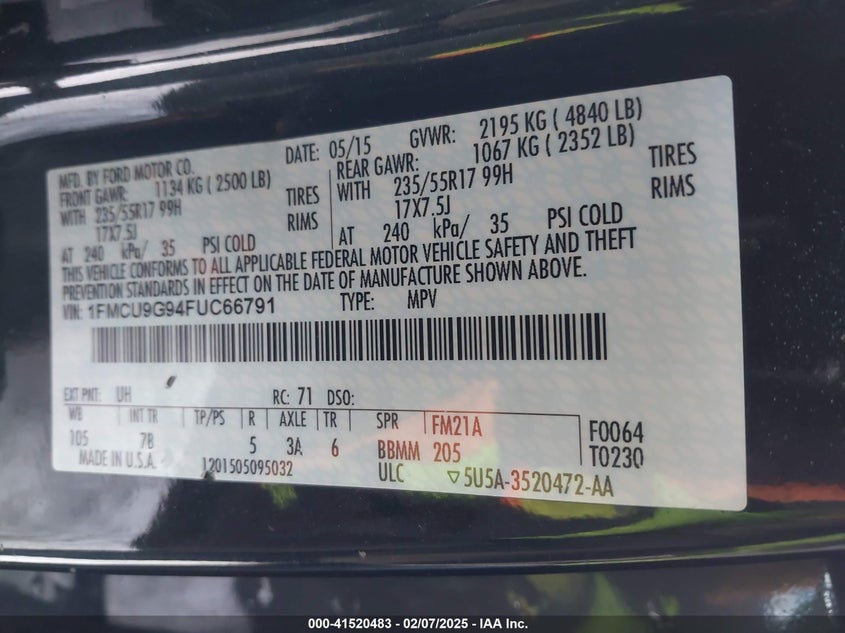 MFD. BY FORD MOTOR CO. DATE: 05/15 GVWR: 2195 KG ( 4840 LB)
FRONT GAWR: 1134 KG ( 2500 LB) REAR GAWR: 1067 KG ( 2352 LB)
WITH 235/55R17 99H TIRES WITH 235/55R17 99H TIRES
17X7.5J RIMS 17X7.5J RIMS
AT 240 kPa/ 35 PSI COLD AT 240 kPa/ 35 PSI COLD
THIS VEHICLE CONFORMS TO ALL APPLICABLE FEDERAL MOTOR VEHICLE SAFETY AND THEFT
PREVENTION STANDARDS IN EFFECT ON THE DATE OF MANUFACTURE SHOWN ABOVE.
VIN: 1FMCU9G94FUC66791 TYPE: MPV
EXT PNT: UH RC: 71 DSO:
WB INT TR TP/PS R AXLE TR SPR FM21A F0064
105 7B 5 3A 6 BBMM 205 T0230
MADE IN U.S.A. 1201505095032 ULC ▽5U5A-3520472-AA
000-41520483 - 02/07/2025 - IAA Inc.